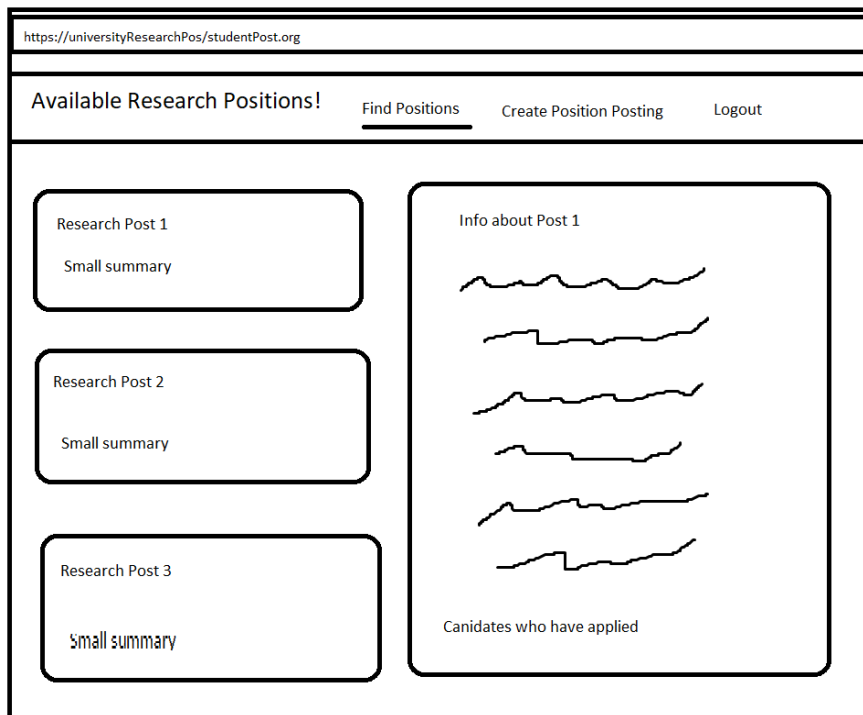 https://universityResearchPos/studentPost.org
Available Research Positions!
Find Positions
Create Position Posting
Logout
Research Post 1
Small summary
Research Post 2
Small summary
Research Post 3
Small summary
Info about Post 1
Canidates who have applied